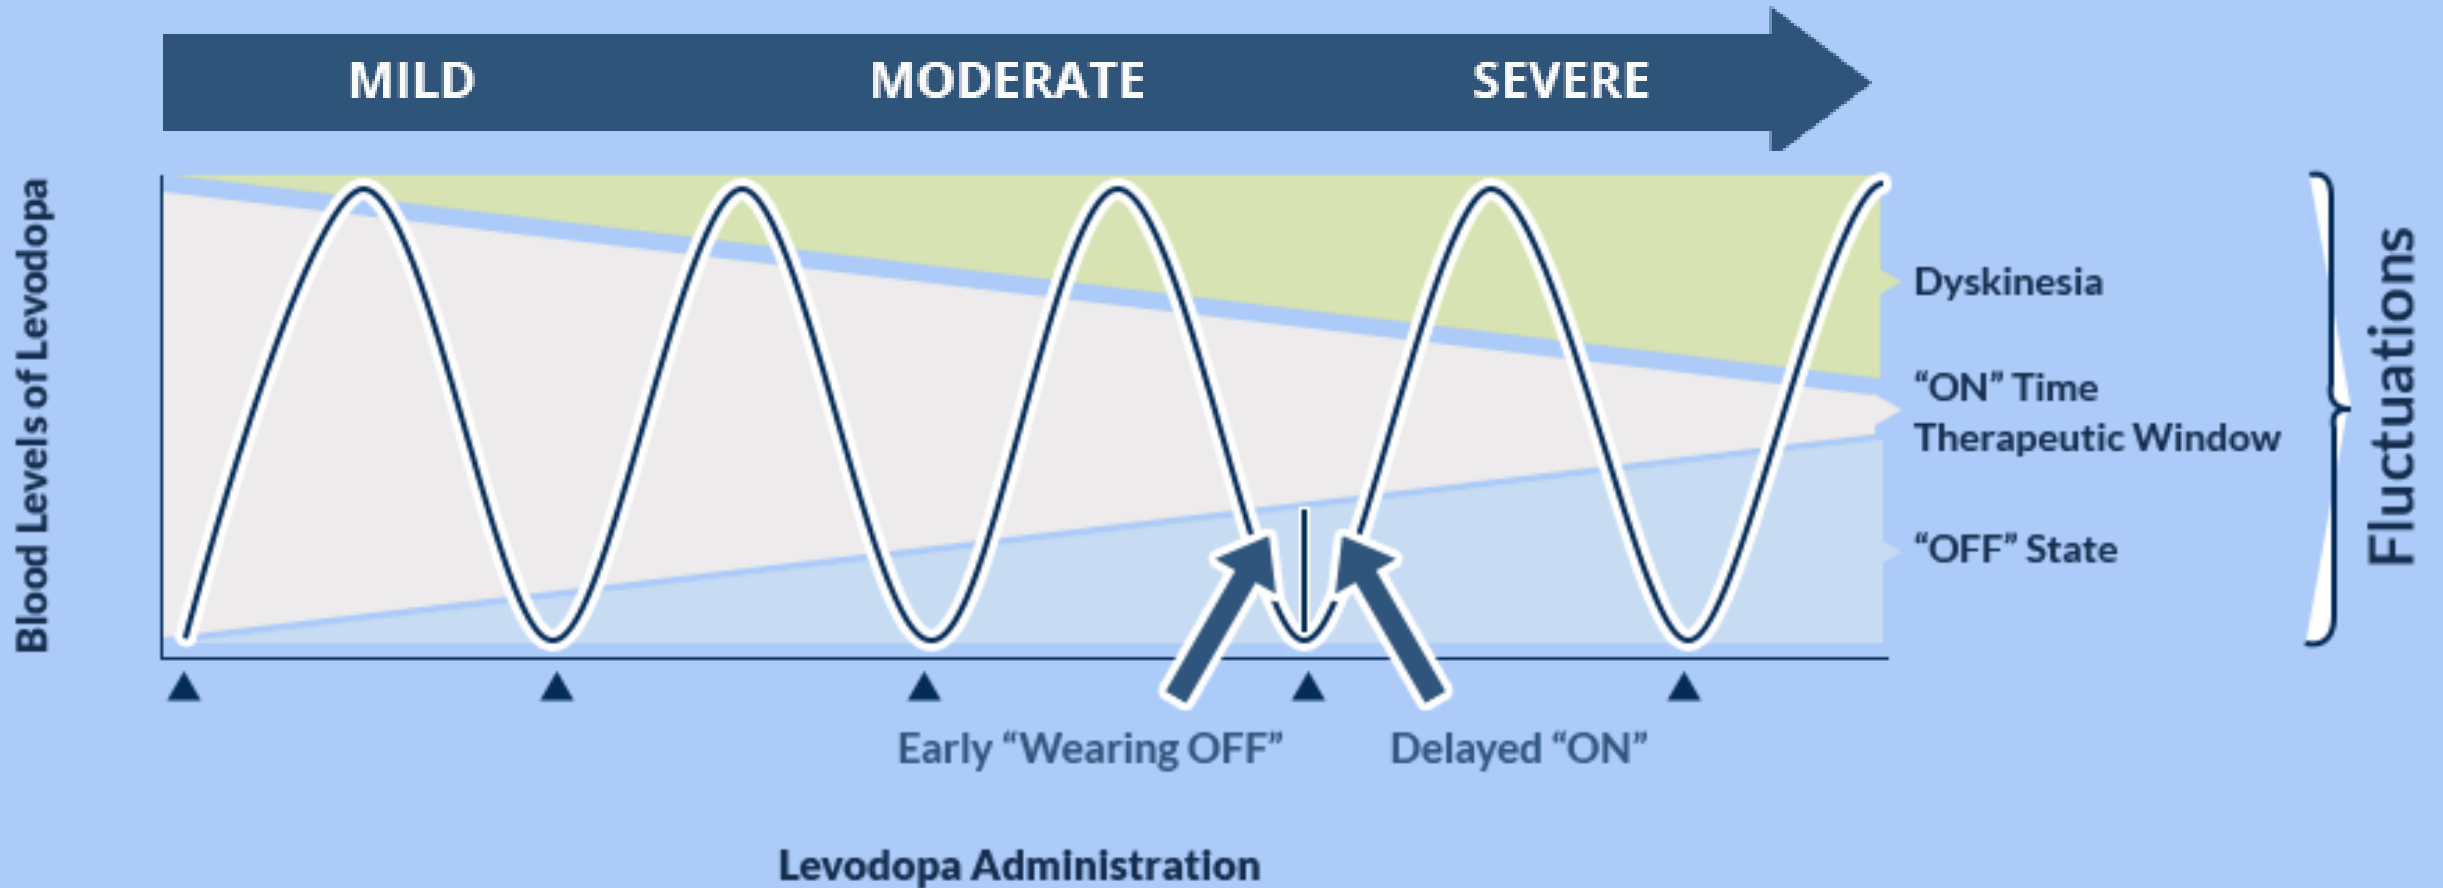 MILD
MODERATE
SEVERE
Blood Levels of Levodopa
Dyskinesia
“ON” Time
Therapeutic Window
“OFF” State
Fluctuations
Early “Wearing OFF”
Delayed “ON”
Levodopa Administration